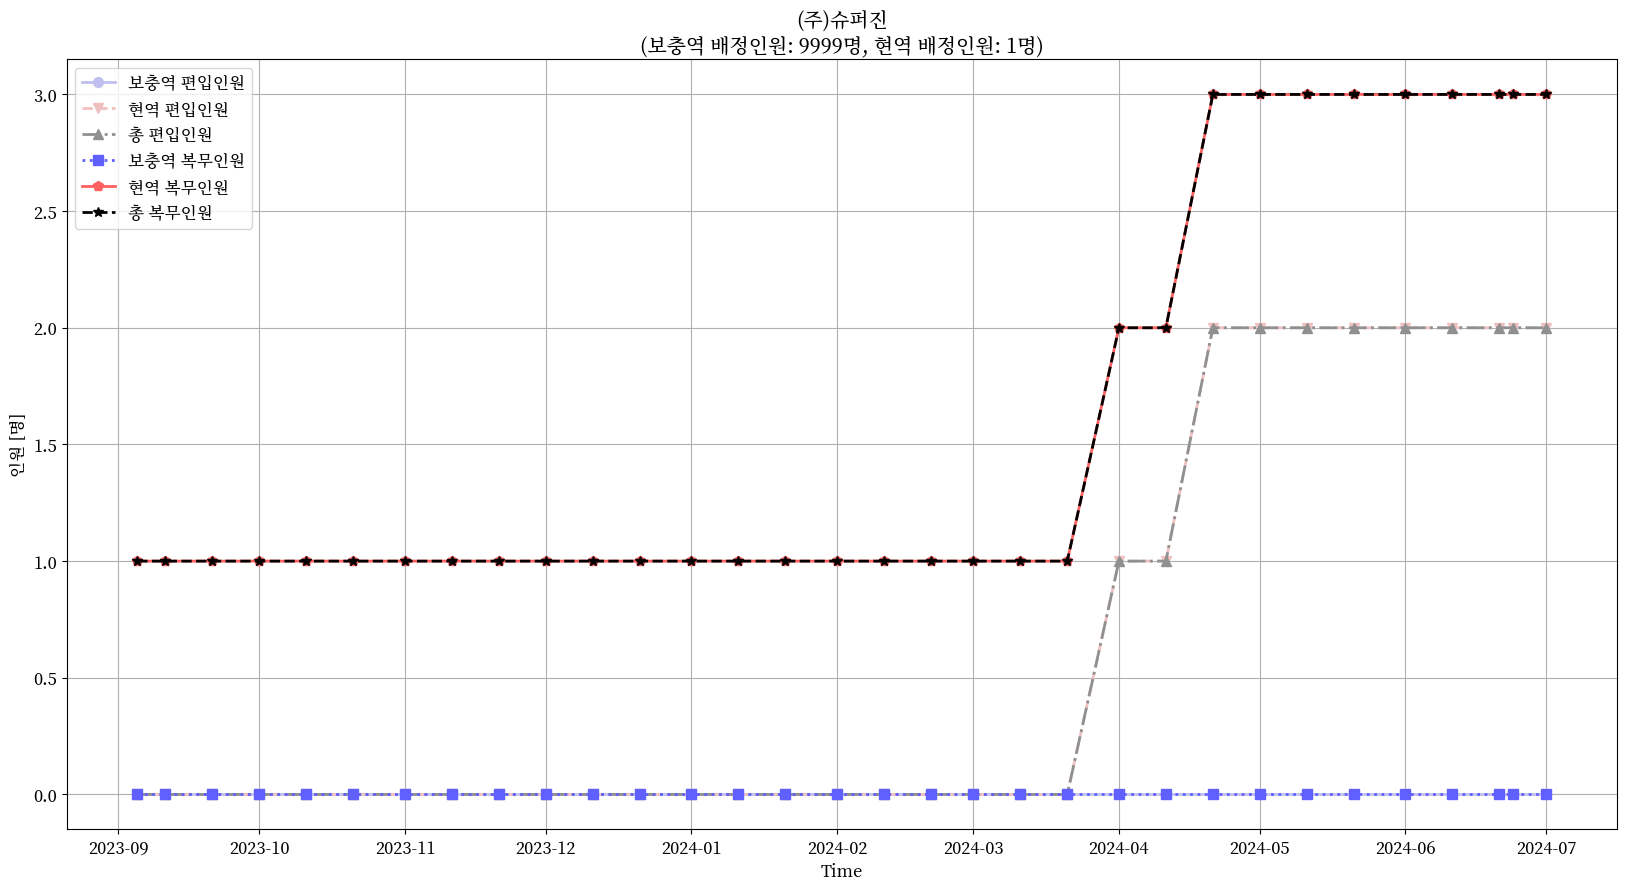 (주)슈퍼진
(보충역 배정인원: 9999명, 현역 배정인원: 1명)
보충역 편입인원
현역 편입인원
총 편입인원
보충역 복무인원
현역 복무인원
총 복무인원
3.0
2.5
2.0
1.5
1.0
0.5
0.0
인원 [명]
2023-09 2023-10 2023-11 2023-12 2024-01 2024-02 2024-03 2024-04 2024-05 2024-06 2024-07
Time